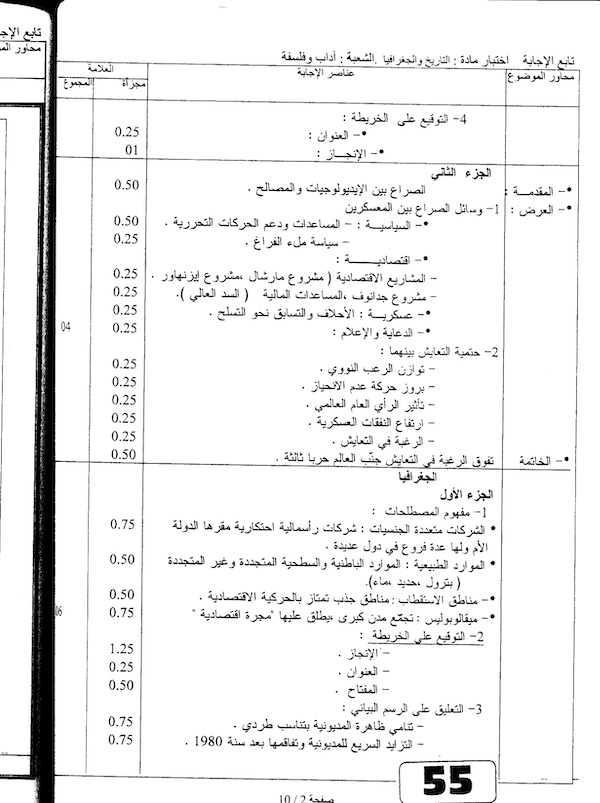 تابع الإجابة اختبار مادة : التاريخ والجغرافيا .الشعبة : آداب وفلسفة
محاور الموضوع عناصر الإجابة العلامة
مجزأة المجموع
4- التوقيع على الخريطة :
•- العنوان : 0.25
•- الإنجـــاز : 01
الجزء الثاني
•- المقدمـــة : الصراع بين الإيديولوجيات والمصالح . 0.50
•- العرض : 1- وسائل الصراع بين المعسكرين
•- السياسيـــة : - المساعدات ودعم الحركات التحررية . 0.50
- سياسة ملء الفراغ . 0.25
•- اقتصاديـــــــة :
- المشاريع الاقتصادية ( مشروع مارشال ،مشروع إيزنهاور . 0.25
- مشروع جدانوف ،المساعدات المالية ( السد العالي ). 0.25
•- عسكريـــة : الأحلاف والتسابق نحو التسلح . 0.25
•- الدعاية والإعلام : 0.25
04
2- حتمية التعايش بينهما :
- توازن الرعب النووي . 0.25
- بروز حركة عدم الانحياز . 0.25
- تأثير الرأي العام العالمي . 0.25
- ارتفاع النفقات العسكرية . 0.25
- الرغبة في التعايش . 0.25
•- الخاتمة تفوق الرغبة في التعايش جنّب العالم حربا ثالثة . 0.50
الجغرافيا
الجزء الأول
1- مفهوم المصطلحات :
• الشركات متعددة الجنسيات : شركات رأسمالية احتكارية مقرها الدولة 0.75
الأم ولها عدة فروع في دول عديدة .
• الموارد الطبيعية : الموارد الباطنية والسطحية المتجددة وغير المتجددة 0.50
( بترول ،حديد ،ماء).
•- مناطق الاستقطاب : مناطق جذب تمتاز بالحركية الاقتصادية . 0.50
•- ميقالوبوليس : تجمّع مدن كبرى ،يطلق عليها "مجرة اقتصادية " 0.75
06
2- التوقيع على الخريطة :
- الإنجاز . 1.25
- العنوان . 0.25
- المفتاح . 0.50
3- التعليق على الرسم البياني :
- تنامي ظاهرة المديونية بتناسب طردي . 0.75
- التزايد السريع للمديونية وتفاقمها بعد سنة 1980 . 0.75
صفحة 2 / 10
55